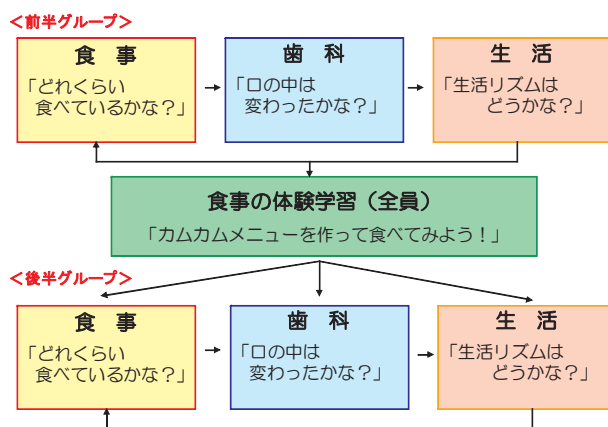 ＜前半グループ＞
食　事
「どれくらい
食べているかな？」
歯　科
「口の中は
変わったかな？」
生　活
「生活リズムは
どうかな？」
食事の体験学習（全員）
「カムカムメニューを作って食べてみよう！」
＜後半グループ＞
食　事
「どれくらい
食べているかな？」
歯　科
「口の中は
変わったかな？」
生　活
「生活リズムは
どうかな？」